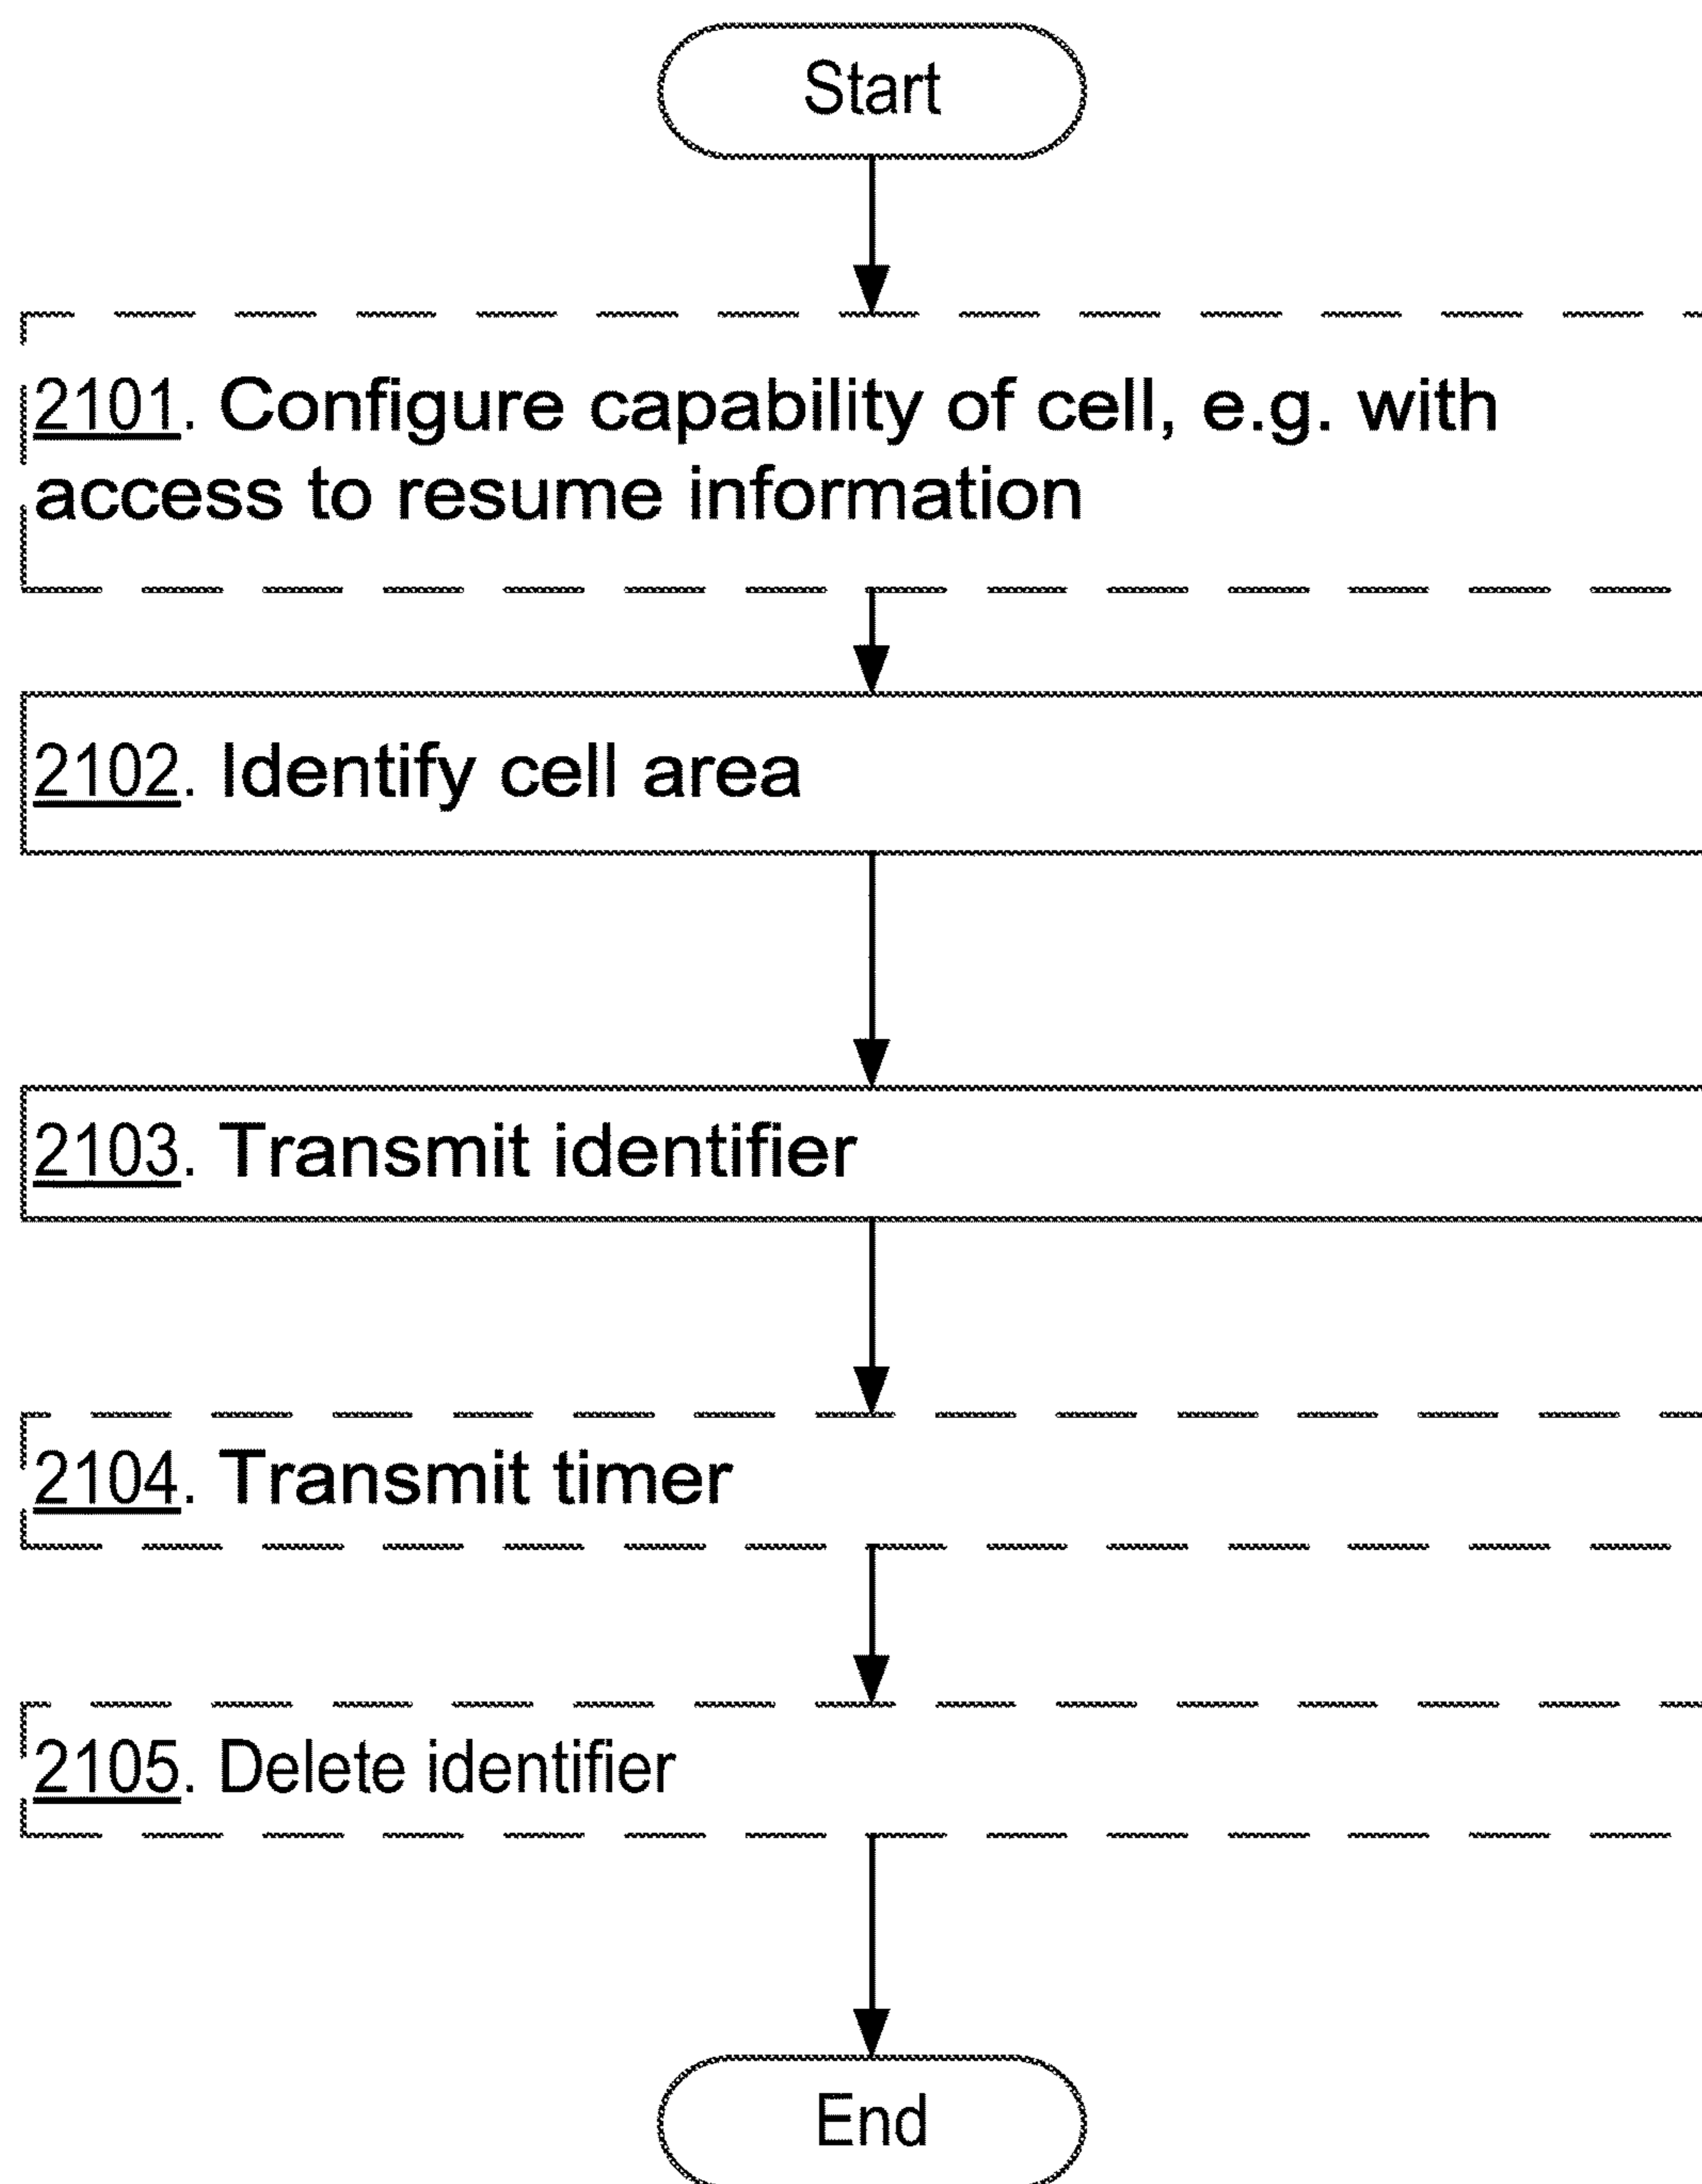 Start
2101. Configure capability of cell, e.g. with
access to resume information
2102. Identify cell area
2103. Transmit identifier
2104. Transmit timer
2105. Delete identifier
End